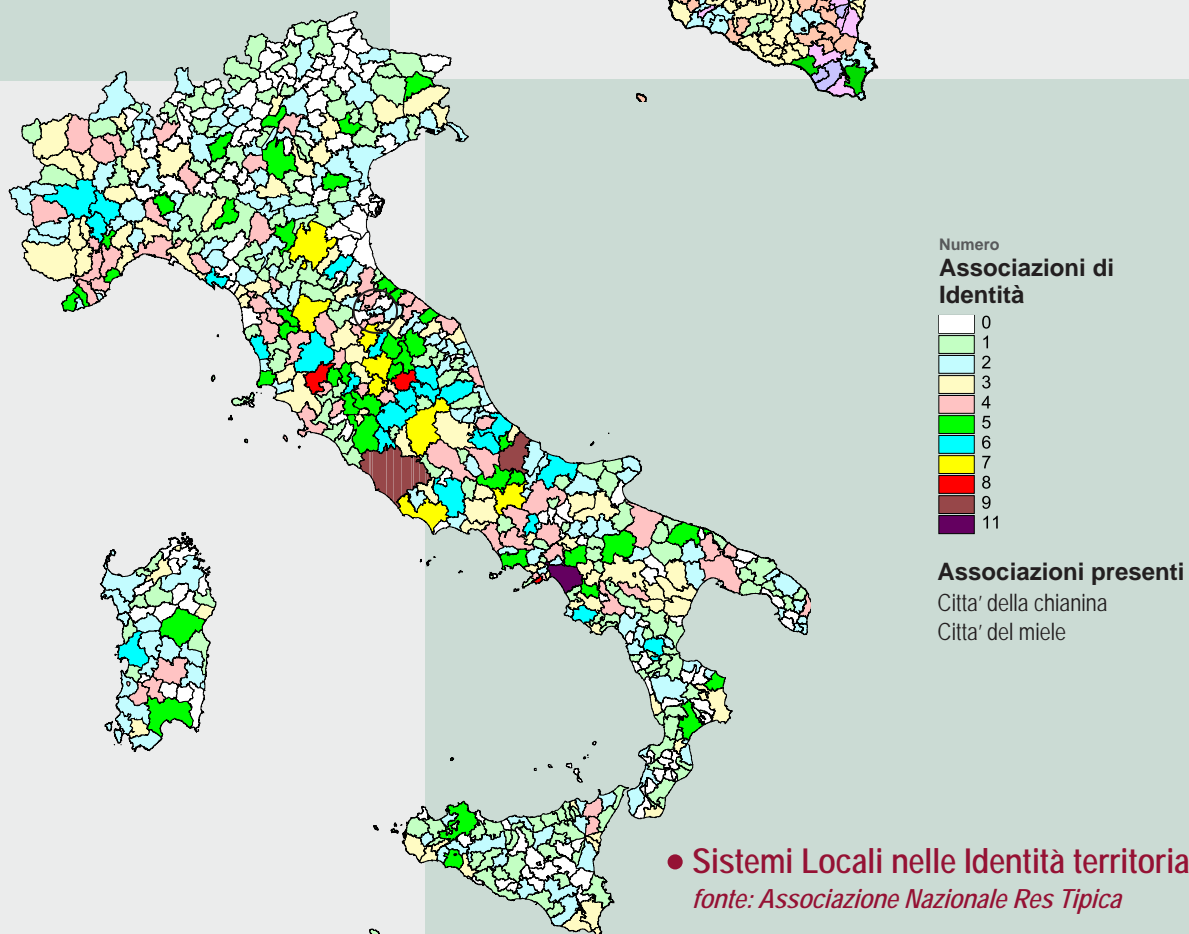 Numero
Associazioni di
Identità
0
1
2
3
4
5
6
7
8
9
11
Associazioni presenti
Citta' della chianina
Citta' del miele
• Sistemi Locali nelle Identità territoria
fonte: Associazione Nazionale Res Tipica